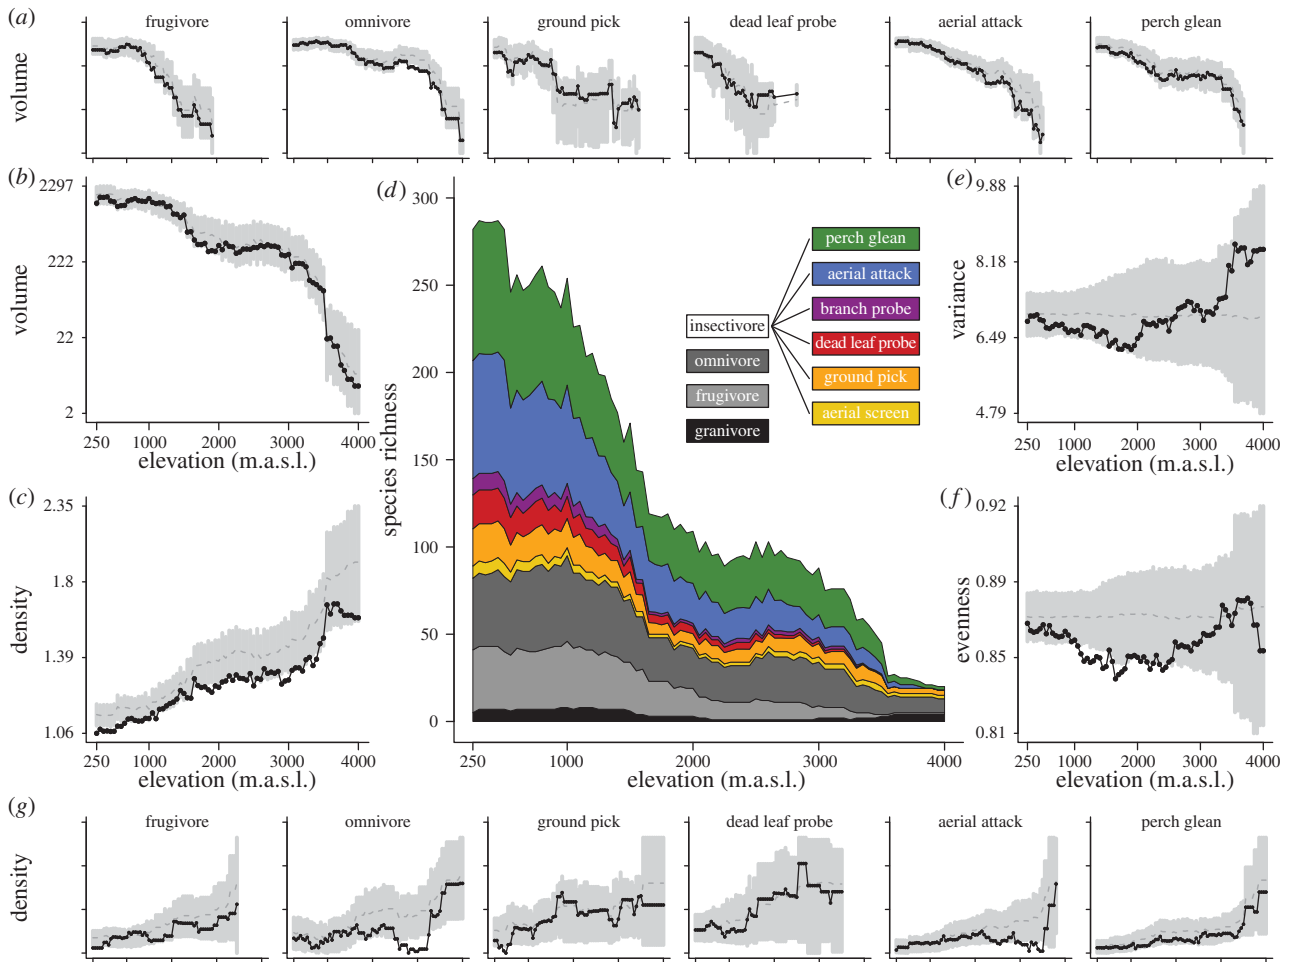 (a)
frugivore
omnivore
ground pick
dead leaf probe
aerial attack
perch glean
volume
(b)
2297
222
22
2
volume
250 1000 2000 3000 4000
elevation (m.a.s.l.)
(c)
2.35
1.8
1.39
1.06
density
250 1000 2000 3000 4000
elevation (m.a.s.l.)
(d)
300
250
200
150
100
50
0
species richness
perch glean
aerial attack
branch probe
dead leaf probe
ground pick
aerial screen
insectivore
omnivore
frugivore
granivore
250 1000 2000 3000 4000
elevation (m.a.s.l.)
(e)
9.88
8.18
6.49
4.79
variance
250 1000 2000 3000 4000
elevation (m.a.s.l.)
(f)
0.92
0.89
0.85
0.81
evenness
250 1000 2000 3000 4000
elevation (m.a.s.l.)
(g)
frugivore
omnivore
ground pick
dead leaf probe
aerial attack
perch glean
density